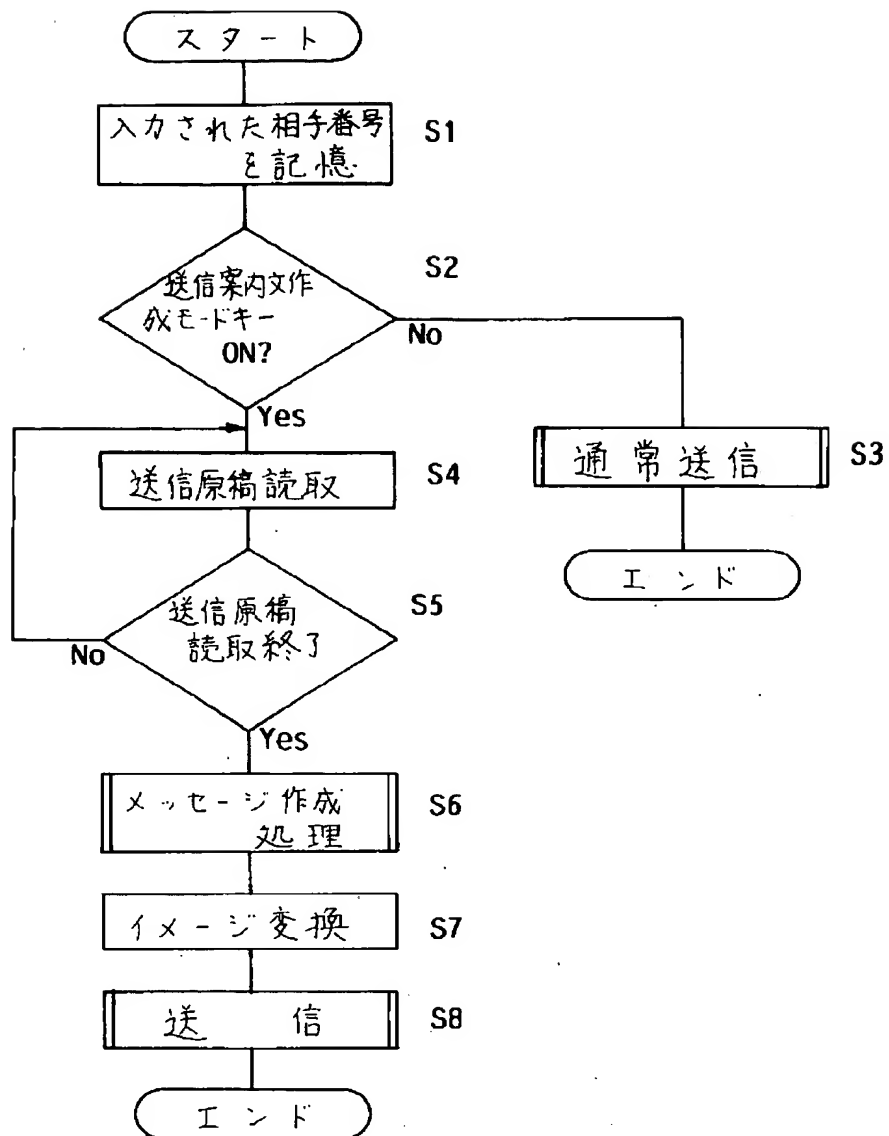 スタート
入力された相手番号
を記憶
S1
送信案内文作
成モードキー
ON?
S2
No
Yes
送信原稿読取
S4
通常送信
S3
エンド
送信原稿
読取終了
S5
No
Yes
メッセージ作成
処理
S6
イメージ変換
S7
送 信
S8
エンド